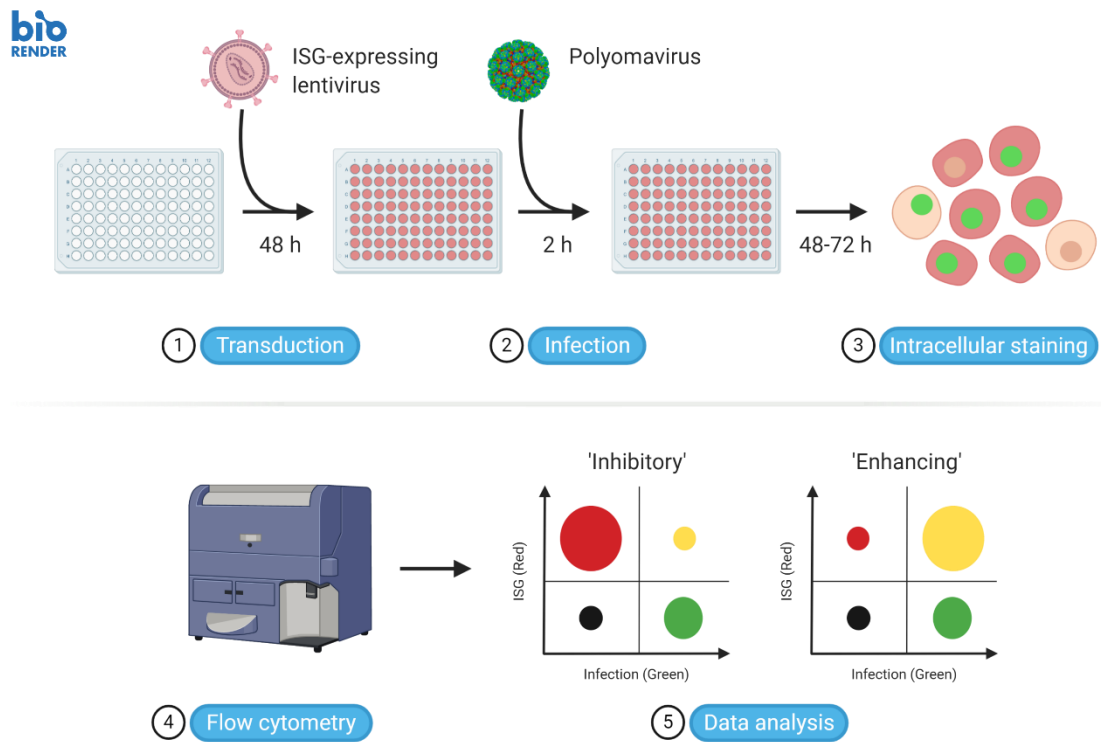 bio
RENDER
ISG-expressing
lentivirus
Polyomavirus
48 h
2 h
48-72 h
1 Transduction
2 Infection
3 Intracellular staining
'Inhibitory'
'Enhancing'
ISG (Red)
Infection (Green)
ISG (Red)
Infection (Green)
4 Flow cytometry
5 Data analysis